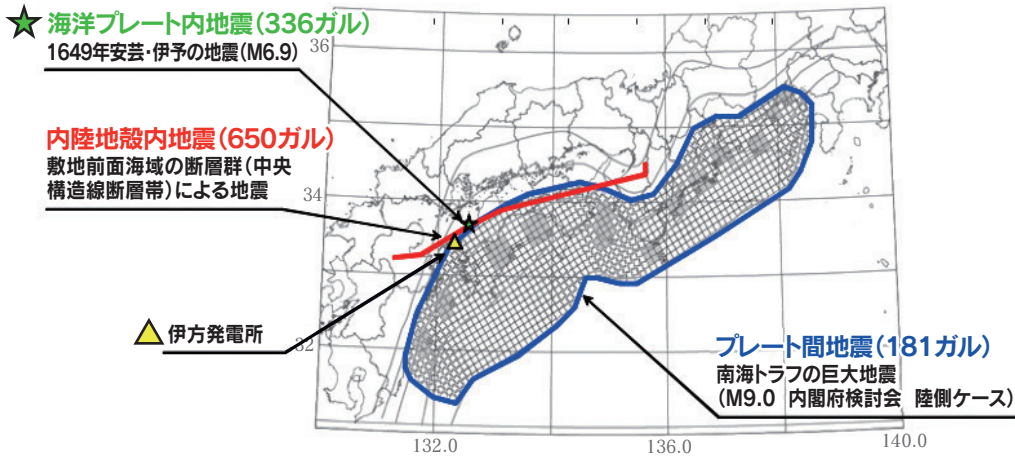 海洋プレート内地震(336ガル)
1649年安芸・伊予の地震(M6.9)
内陸地殻内地震(650ガル)
敷地前面海域の断層群(中央
構造線断層帯)による地震
伊方発電所
プレート間地震(181ガル)
南海トラフの巨大地震
(M9.0 内閣府検討会 陸側ケース)
36
34
32
132.0
136.0
140.0